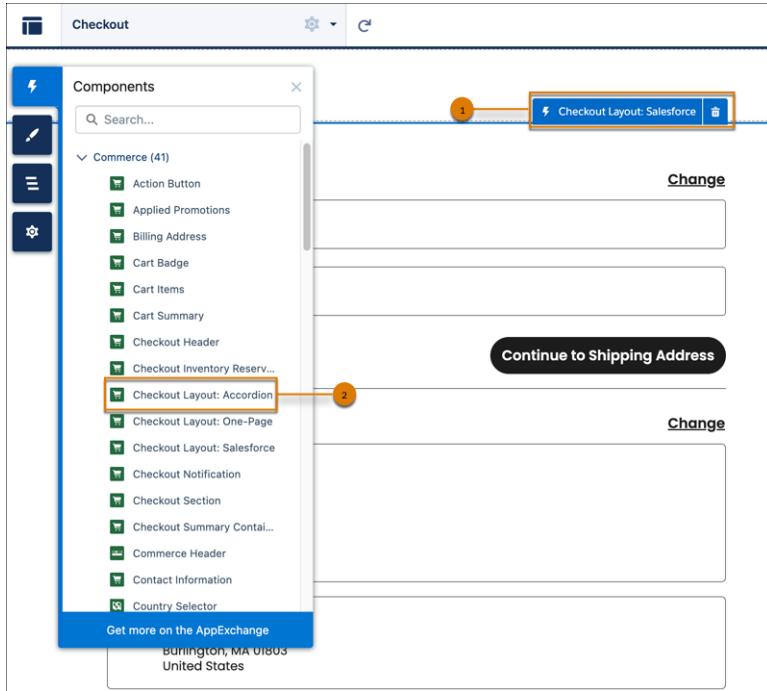 Checkout
Components
Search...
Commerce (41)
Action Button
Applied Promotions
Billing Address
Cart Badge
Cart Items
Cart Summary
Checkout Header
Checkout Inventory Reserv...
Checkout Layout: Accordion
Checkout Layout: One-Page
Checkout Layout: Salesforce
Checkout Notification
Checkout Section
Checkout Summary Contai...
Commerce Header
Contact Information
Country Selector
Get more on the AppExchange
1
Checkout Layout: Salesforce
Change
Continue to Shipping Address
2
Change
Burlington, MA 01803
United States